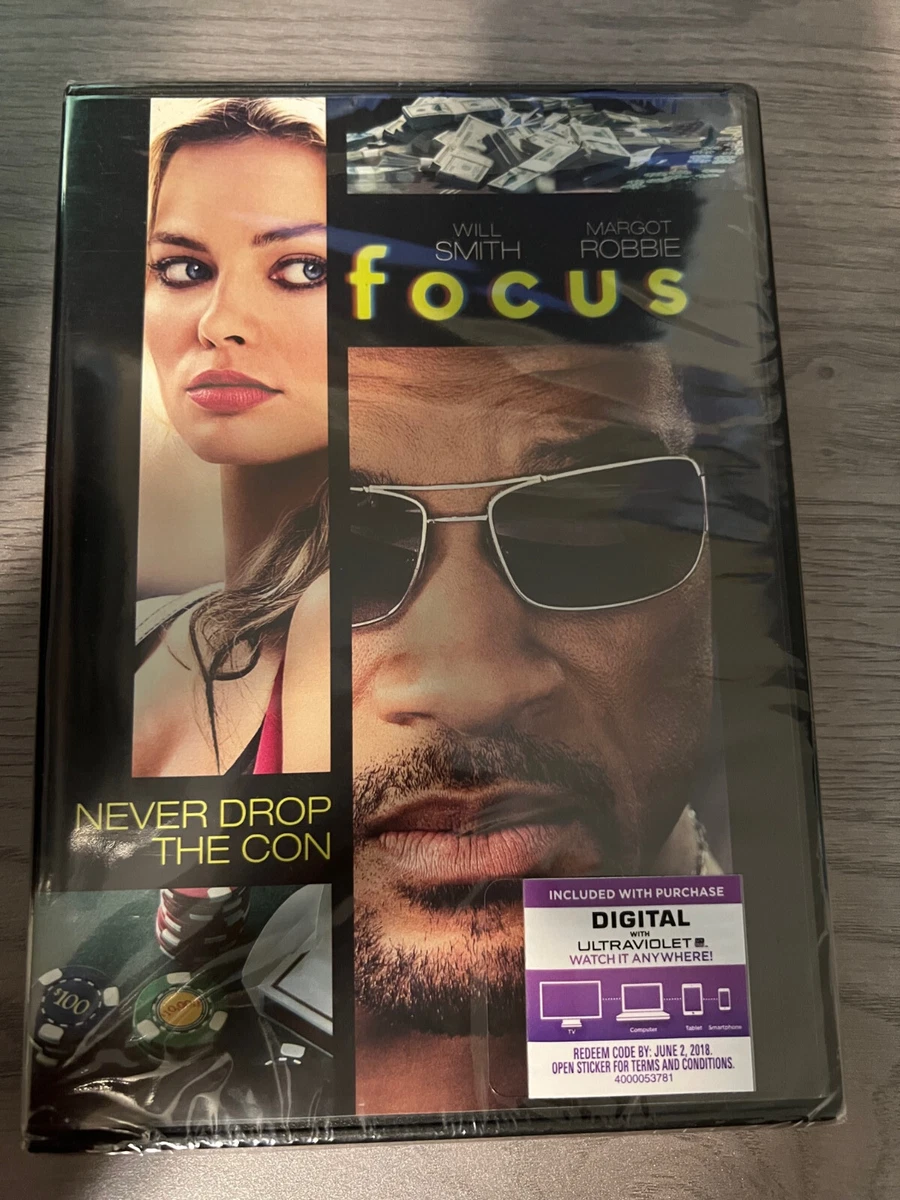 WILL
SMITH
MARGOT
ROBBIE
focus
NEVER DROP
THE CON
$100
INCLUDED WITH PURCHASE
DIGITAL
WITH
ULTRAVIOLET
WATCH IT ANYWHERE!
TV
Computer
Tablet
Smartphone
REDEEM CODE BY: JUNE 2, 2018.
OPEN STICKER FOR TERMS AND CONDITIONS.
4000053781